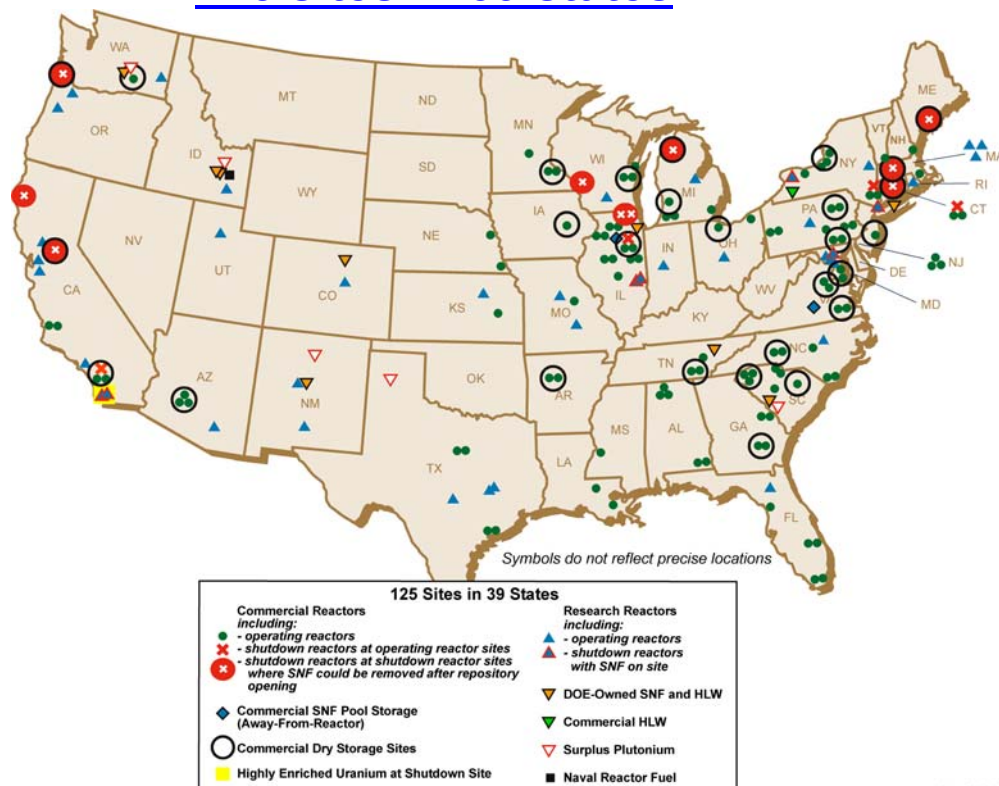 WA
MT
ND
MN
ME
VT
NH
OR
ID
SD
WI
NY
MA
WY
MI
RI
IA
PA
CT
NE
NV
OH
NJ
UT
IL
IN
DE
CA
CO
WV
VA
MD
KS
MO
KY
NC
TN
AZ
NM
OK
AR
SC
MS
AL
GA
TX
LA
FL
Symbols do not reflect precise locations
125 Sites in 39 States
Commercial Reactors
including:
- operating reactors
- shutdown reactors at operating reactor sites
- shutdown reactors at shutdown reactor sites
where SNF could be removed after repository
opening
Commercial SNF Pool Storage
(Away-From-Reactor)
Commercial Dry Storage Sites
Highly Enriched Uranium at Shutdown Site
Research Reactors
including:
- operating reactors
- shutdown reactors
with SNF on site
DOE-Owned SNF and HLW
Commercial HLW
Surplus Plutonium
Naval Reactor Fuel